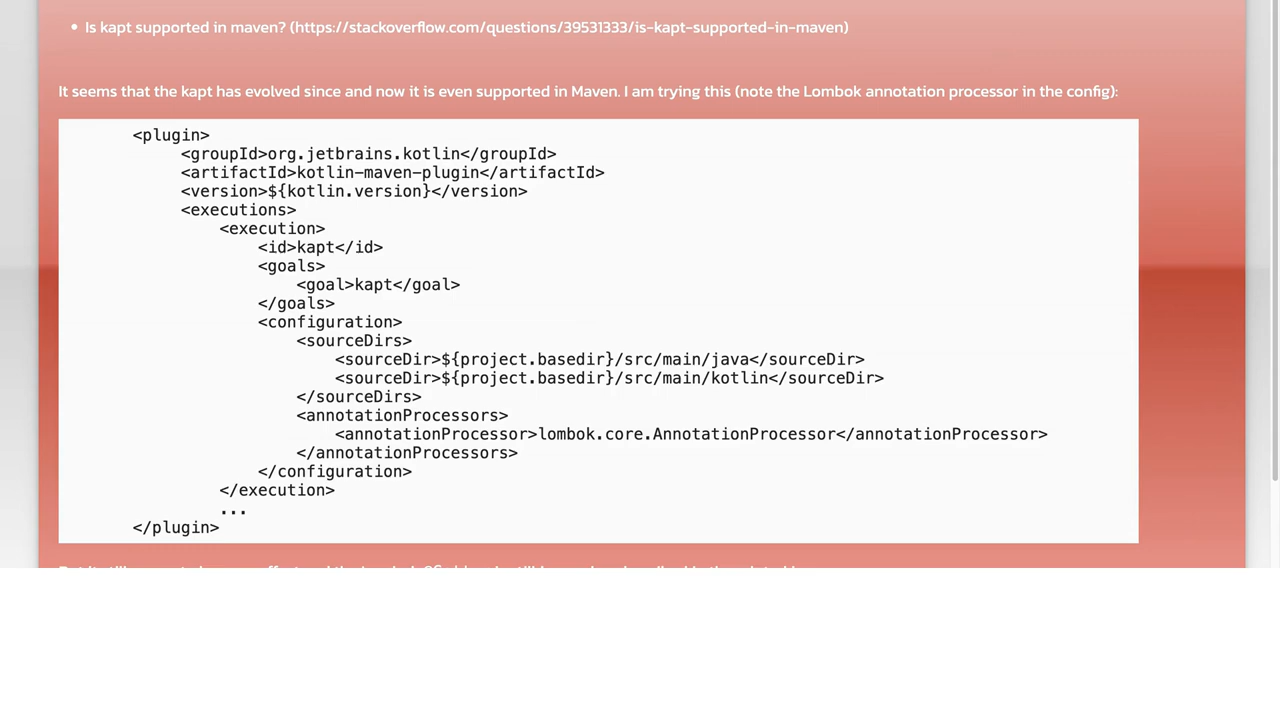 • Is kapt supported in maven? (https://stackoverflow.com/questions/39531333/is-kapt-supported-in-maven)
It seems that the kapt has evolved since and now it is even supported in Maven. I am trying this (note the Lombok annotation processor in the config):
<plugin>
<groupId>org.jetbrains.kotlin</groupId>
<artifactId>kotlin-maven-plugin</artifactId>
<version>${kotlin.version}</version>
<executions>
<execution>
<id>kapt</id>
<goals>
<goal>kapt</goal>
</goals>
<configuration>
<sourceDirs>
<sourceDir>${project.basedir}/src/main/java</sourceDir>
<sourceDir>${project.basedir}/src/main/kotlin</sourceDir>
</sourceDirs>
<annotationProcessors>
<annotationProcessor>lombok.core.AnnotationProcessor</annotationProcessor>
</annotationProcessors>
</configuration>
</execution>
...
</plugin>